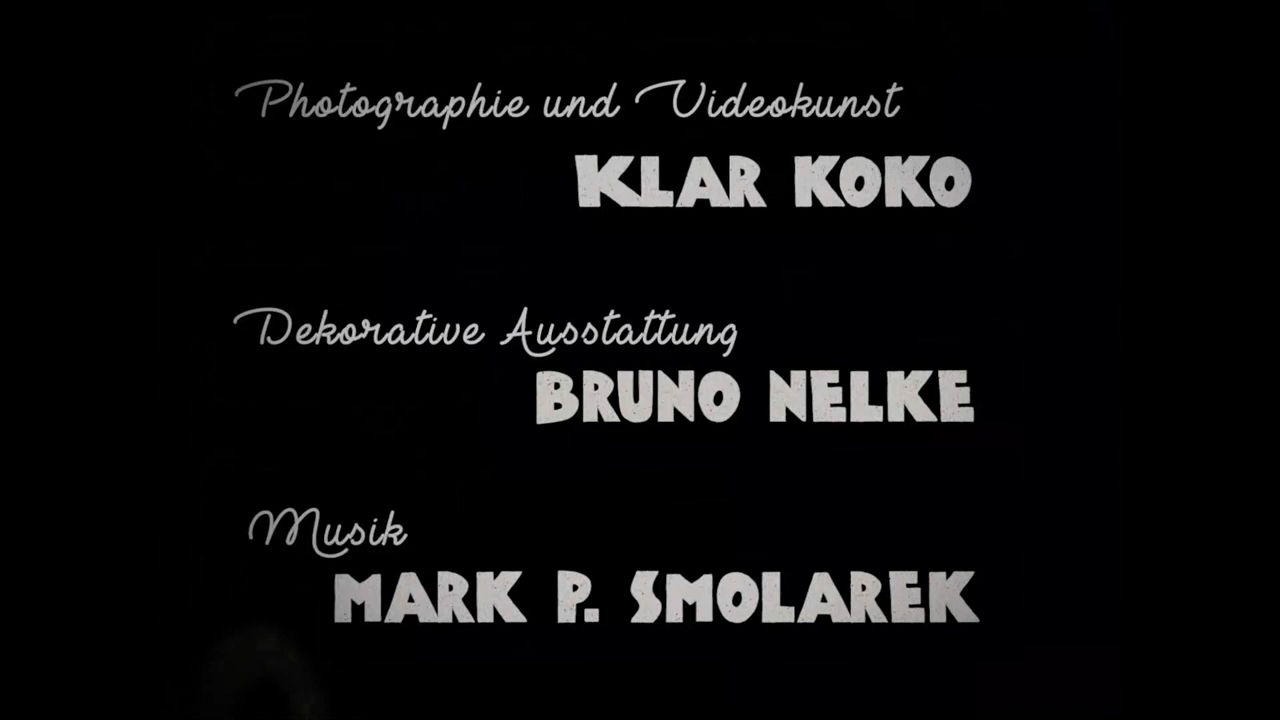 Photographie und Videokunst
KLAR KOKO
Dekorative Ausstattung
BRUNO NELKE
Musik
MARK P. SMOLAREK